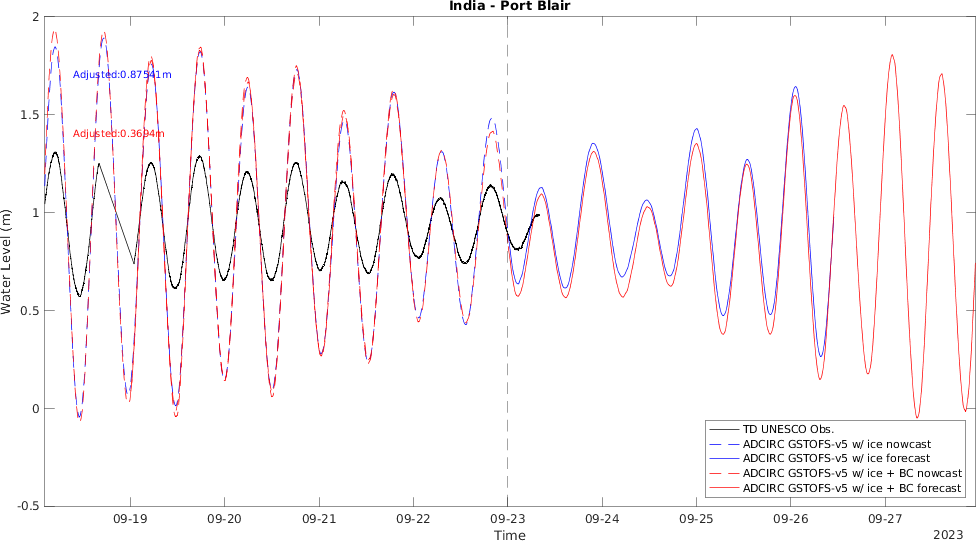 India - Port Blair
Water Level (m)
2
1.5
1
0.5
0
-0.5
Adjusted:0.87541m
Adjusted:0.3694m
TD UNESCO Obs.
ADCIRC GSTOFS-v5 w/ ice nowcast
ADCIRC GSTOFS-v5 w/ ice forecast
ADCIRC GSTOFS-v5 w/ ice + BC nowcast
ADCIRC GSTOFS-v5 w/ ice + BC forecast
09-19 09-20 09-21 09-22 09-23 09-24 09-25 09-26 09-27
Time
2023